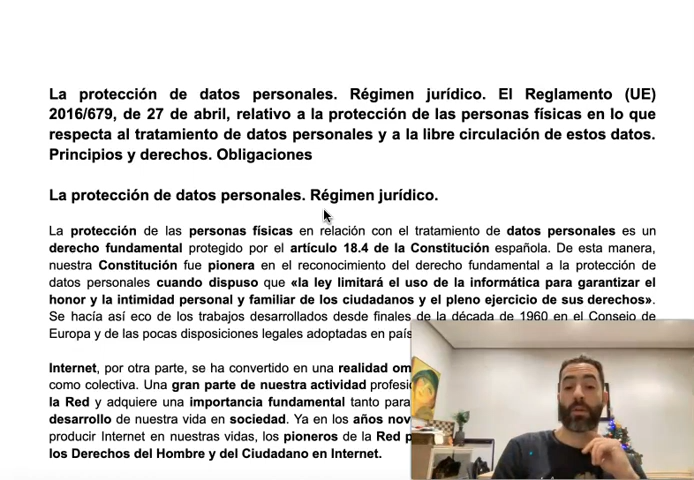 La protección de datos personales. Régimen jurídico. El Reglamento (UE)
2016/679, de 27 de abril, relativo a la protección de las personas físicas en lo que
respecta al tratamiento de datos personales y a la libre circulación de estos datos.
Principios y derechos. Obligaciones
La protección de datos personales. Régimen jurídico.
La protección de las personas físicas en relación con el tratamiento de datos personales es un
derecho fundamental protegido por el artículo 18.4 de la Constitución española. De esta manera,
nuestra Constitución fue pionera en el reconocimiento del derecho fundamental a la protección de
datos personales cuando dispuso que «la ley limitará el uso de la informática para garantizar el
honor y la intimidad personal y familiar de los ciudadanos y el pleno ejercicio de sus derechos».
Se hacía así eco de los trabajos desarrollados desde finales de la década de 1960 en el Consejo de
Europa y de las pocas disposiciones legales adoptadas en
Internet, por otra parte, se ha convertido en una realidad
como colectiva. Una gran parte de nuestra actividad
la Red y adquiere una importancia fundamental tanto para
desarrollo de nuestra vida en sociedad. Ya en los años
producir Internet en nuestras vidas, los pioneros de la Red
los Derechos del Hombre y del Ciudadano en Internet.